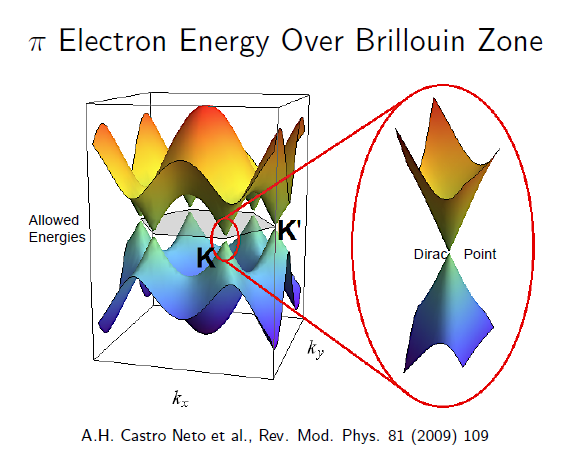 π Electron Energy Over Brillouin Zone
Allowed
Energies
K'
K
Dirac Point
k_y
k_x
A.H. Castro Neto et al., Rev. Mod. Phys. 81 (2009) 109